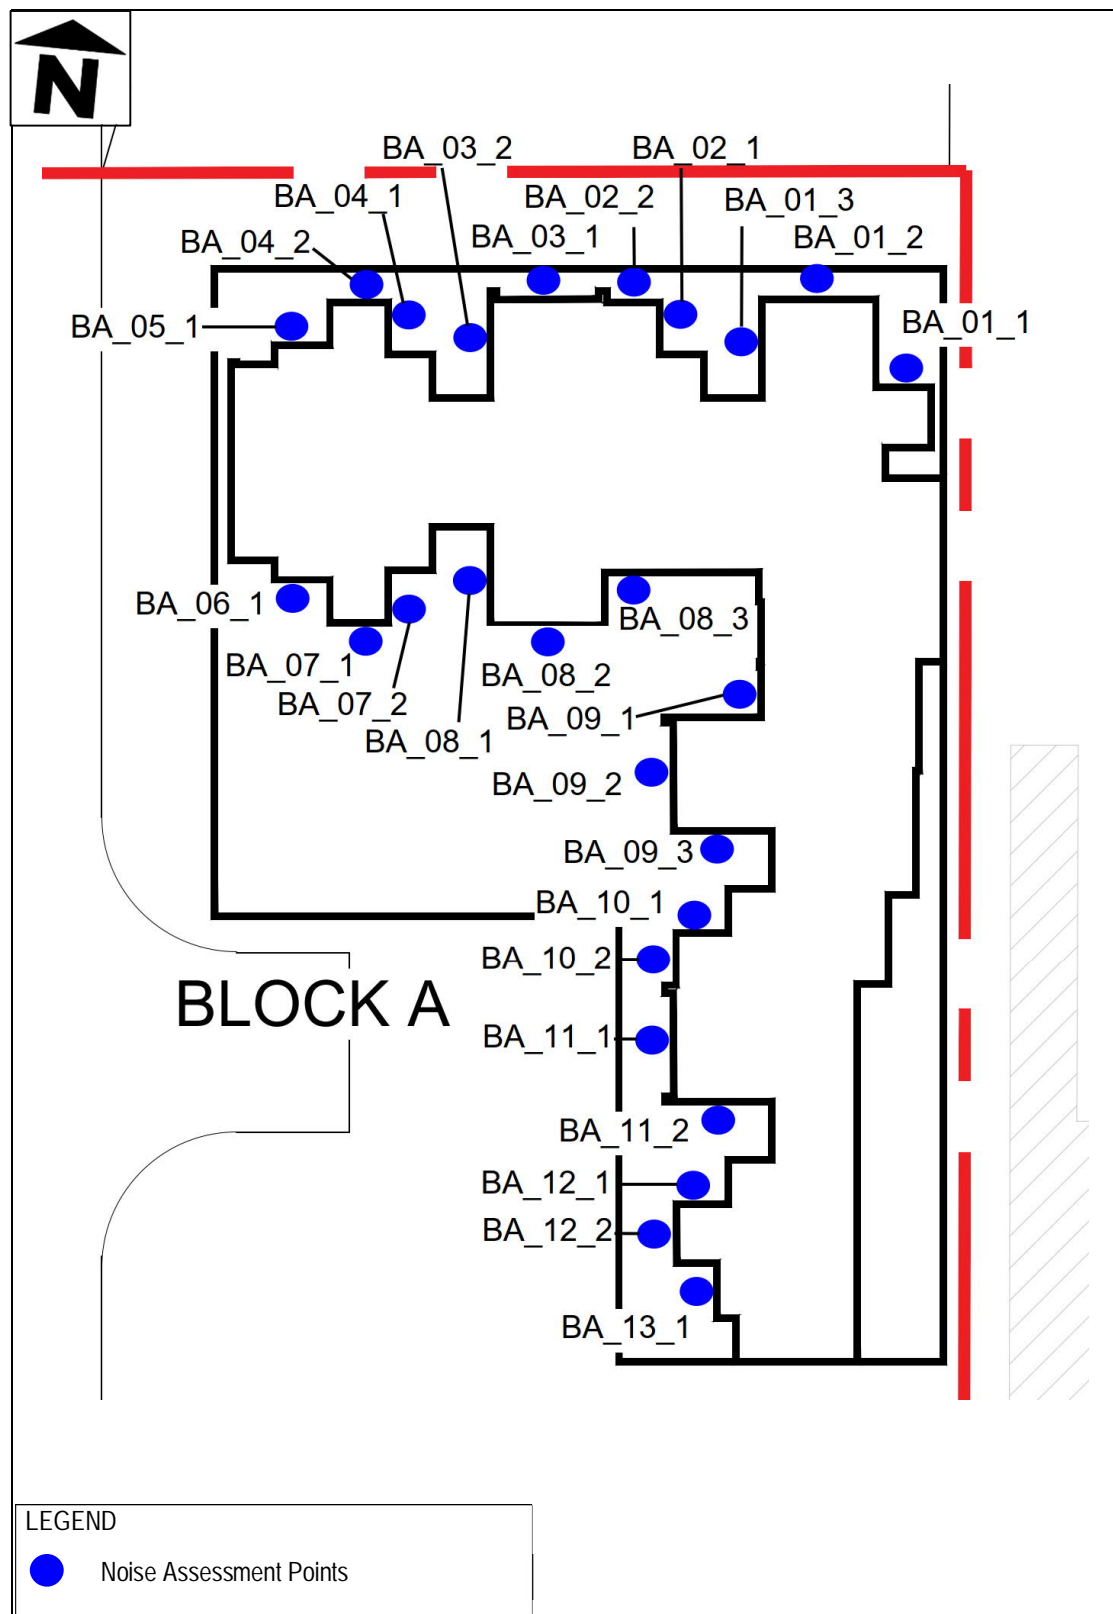 N
BA_03_2
BA_02_1
BA_04_1
BA_02_2
BA_01_3
BA_04_2
BA_03_1
BA_01_2
BA_05_1
BA_01_1
BA_06_1
BA_08_3
BA_07_1
BA_08_2
BA_07_2
BA_09_1
BA_08_1
BA_09_2
BA_09_3
BA_10_1
BA_10_2
BLOCK A
BA_11_1
BA_11_2
BA_12_1
BA_12_2
BA_13_1
LEGEND
Noise Assessment Points